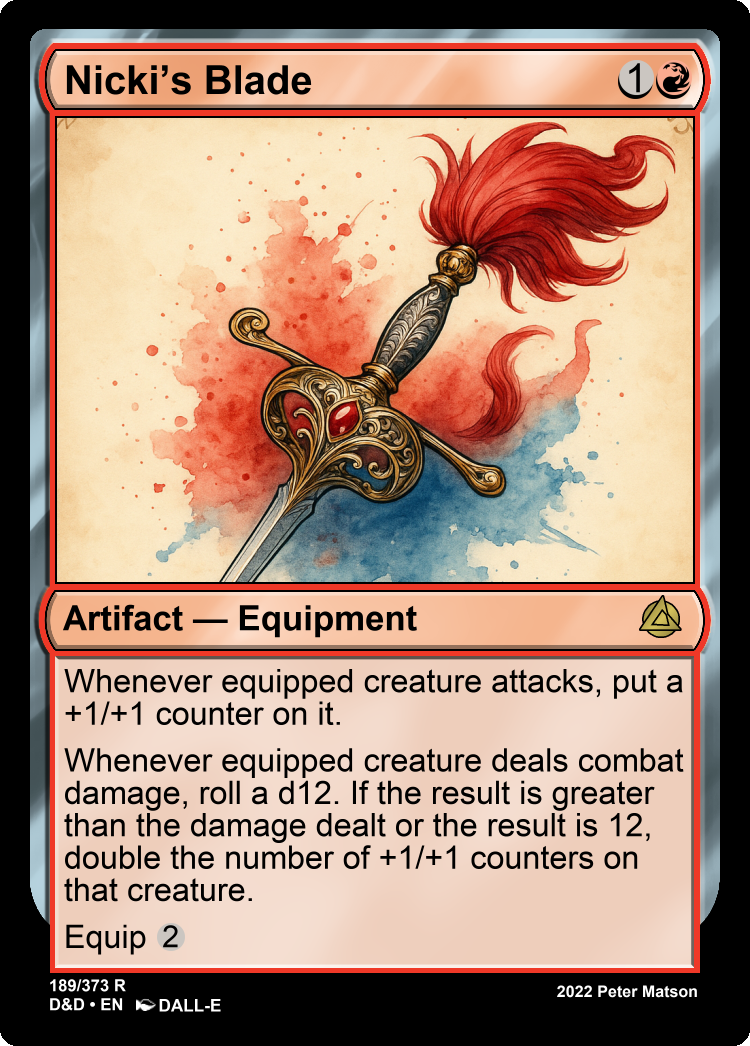 Nicki's Blade 1
Artifact — Equipment
Whenever equipped creature attacks, put a
+1/+1 counter on it.
Whenever equipped creature deals combat
damage, roll a d12. If the result is greater
than the damage dealt or the result is 12,
double the number of +1/+1 counters on
that creature.
Equip 2
189/373 R
D&D • EN DALL-E
2022 Peter Matson